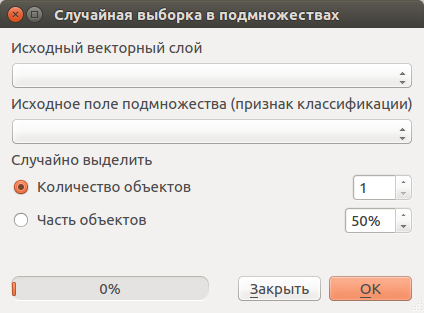 Случайная выборка в подмножествах
Исходный векторный слой
Исходное поле подмножества (признак классификации)
Случайно выделить
Количество объектов 1
Часть объектов 50%
0% Закрыть OK